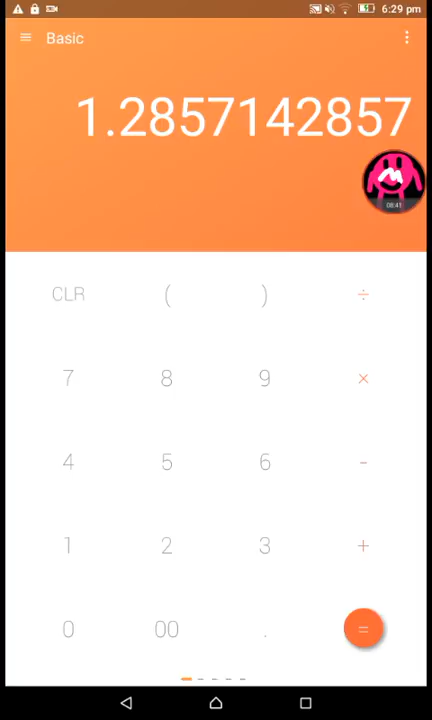 6:29 pm
Basic
1.2857142857
08:41
CLR ( ) ÷
7 8 9 ×
4 5 6 -
1 2 3 +
0 00 . =